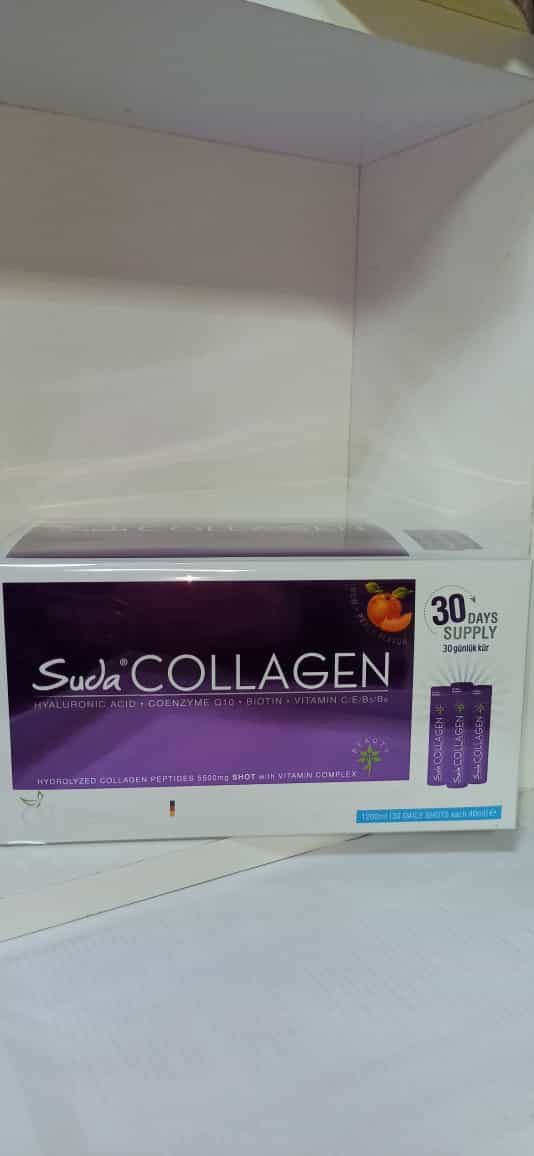 Suda® COLLAGEN
HYALURONIC ACID • COENZYME Q10 • BIOTIN • VITAMIN C/E/B5/B6
HYDROLYZED COLLAGEN PEPTIDES 5500mg SHOT with VITAMIN COMPLEX
BEAUTY
30 DAYS
SUPPLY
30 günlük kür
Suda COLLAGEN
Suda COLLAGEN
Suda COLLAGEN
1200ml (30 DAILY SHOTS each 40ml) e